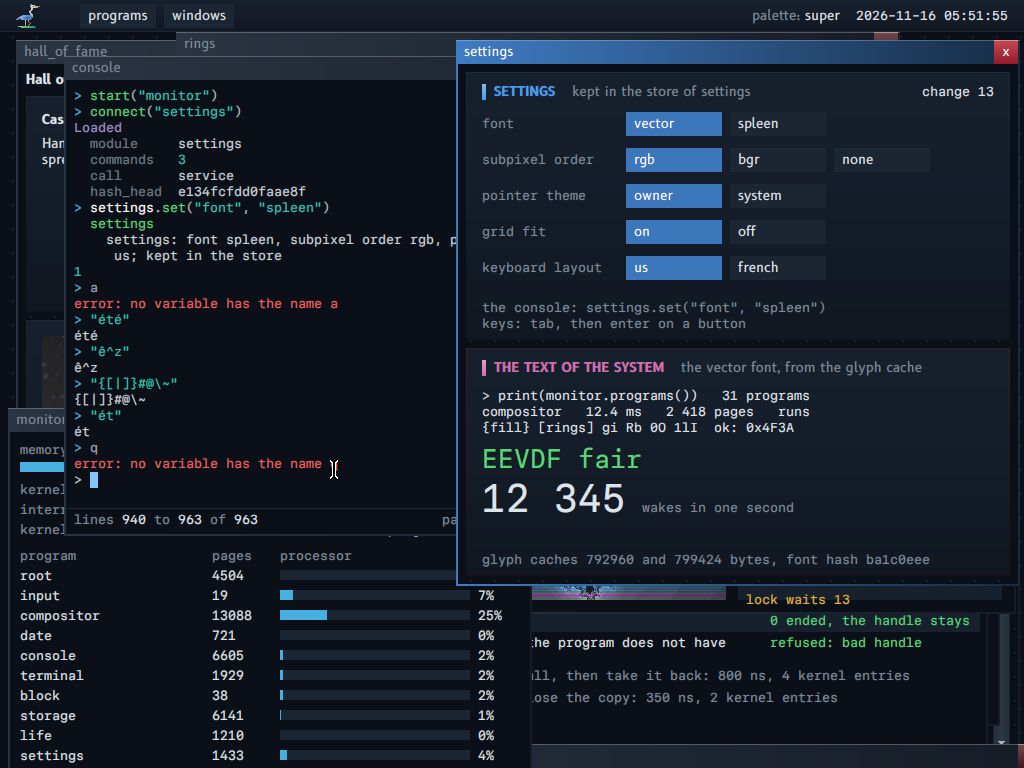 programs windows palette: super 2026-11-16 05:51:55
rings
hall_of_fame
Hall o
Cas
Han
spre
console
> start("monitor")
> connect("settings")
Loaded
module settings
commands 3
call service
hash_head e134fcfdd0faae8f
> settings.set("font", "spleen")
settings
settings: font spleen, subpixel order rgb, p
us; kept in the store
1
> a
error: no variable has the name a
> "été"
été
> "ê^z"
ê^z
> "{[|]}#@\~"
{[|]}#@\~
> "ét"
ét
> q
error: no variable has the name
>
lines 940 to 963 of 963 pa
settings x
SETTINGS kept in the store of settings change 13
font vector spleen
subpixel order rgb bgr none
pointer theme owner system
grid fit on off
keyboard layout us french
the console: settings.set("font", "spleen")
keys: tab, then enter on a button
THE TEXT OF THE SYSTEM the vector font, from the glyph cache
> print(monitor.programs()) 31 programs
compositor 12.4 ms 2 418 pages runs
{fill} [rings] gi Rb 0O 1lI ok: 0x4F3A
EEVDF fair
12 345 wakes in one second
glyph caches 792960 and 799424 bytes, font hash ba1c0eee
monitor
memory
kernel
inter
kernel
program pages processor
root 4504
input 19 7%
compositor 13088 25%
date 721 0%
console 6605 2%
terminal 1929 2%
block 38 2%
storage 6141 1%
life 1210 0%
settings 1433 4%
lock waits 13
0 ended, the handle stays
the program does not have refused: bad handle
all, then take it back: 800 ns, 4 kernel entries
ose the copy: 350 ns, 2 kernel entries